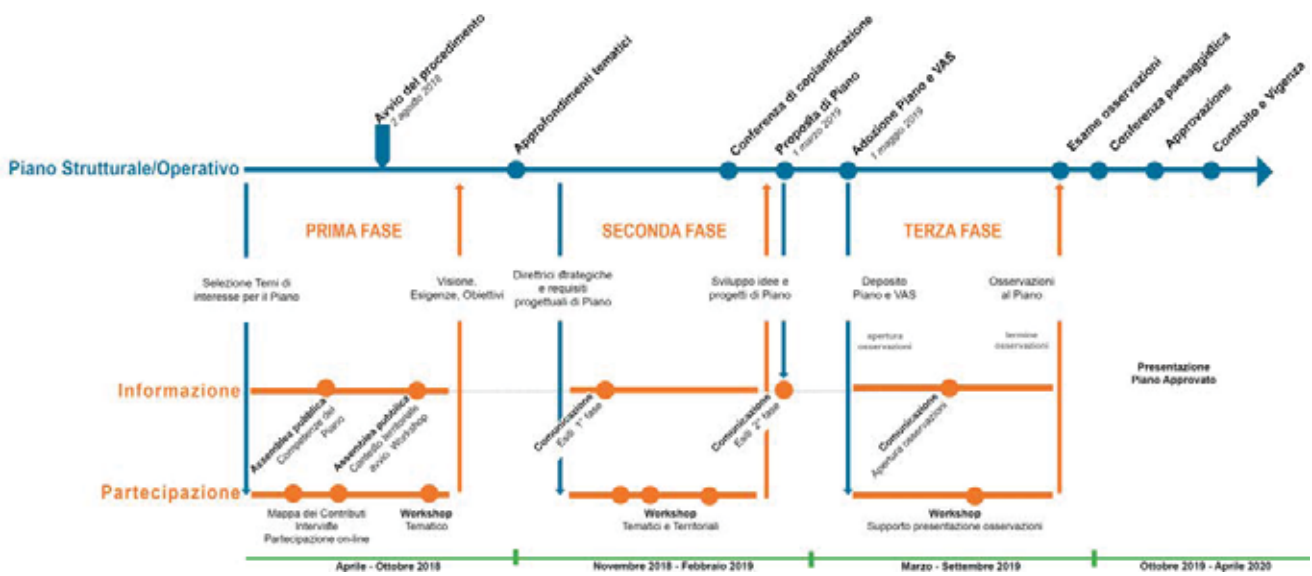 Avvio del procedimento
2 agosto 2018
Approfondimenti tematici
Conferenza di copianificazione
Proposta di Piano
1 marzo 2019
Adozione Piano e VAS
1 maggio 2019
Esame osservazioni
Conferenza paesaggistica
Approvazione
Controllo e Vigenza
Piano Strutturale/Operativo
PRIMA FASE
SECONDA FASE
TERZA FASE
Selezione Temi di
interesse per il Piano
Visione,
Esigenze, Obiettivi
Direttrici strategiche
e requisiti
progettuali di Piano
Sviluppo idee e
progetti di Piano
Deposito
Piano e VAS
Osservazioni
al Piano
apertura
osservazioni
termine
osservazioni
Informazione
Presentazione
Piano Approvato
Assemblea pubblica
Competenze del
Piano
Assemblea pubblica
Contesto territoriale
avvio Workshop
Comunicazione
Esiti 1° fase
Comunicazione
Esiti 2° fase
Comunicazione
Apertura osservazioni
Partecipazione
Mappa dei Contributi
Interviste
Partecipazione on-line
Workshop
Tematico
Workshop
Tematici e Territoriali
Workshop
Supporto presentazione osservazioni
Aprile - Ottobre 2018
Novembre 2018 - Febbraio 2019
Marzo - Settembre 2019
Ottobre 2019 - Aprile 2020